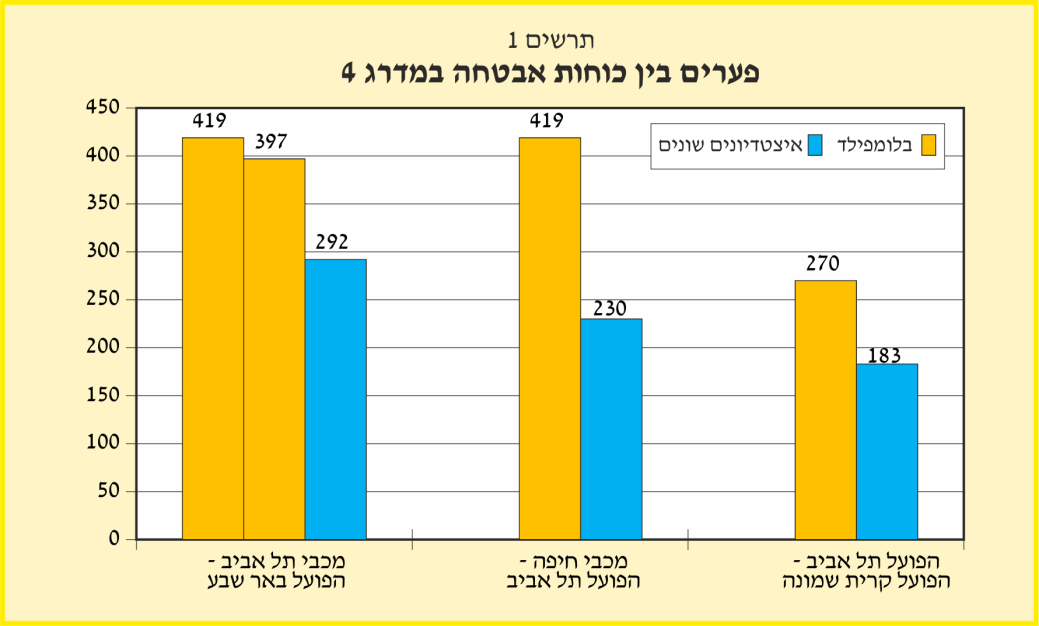 תרשים 1
פערים בין כוחות אבטחה במדרג 4
בלומפילד
איצטדיונים שונים
450
400
350
300
250
200
150
100
50
0
419
397
292
419
230
270
183
מכבי תל אביב -
הפועל באר שבע
מכבי חיפה -
הפועל תל אביב
הפועל תל אביב -
הפועל קרית שמונה